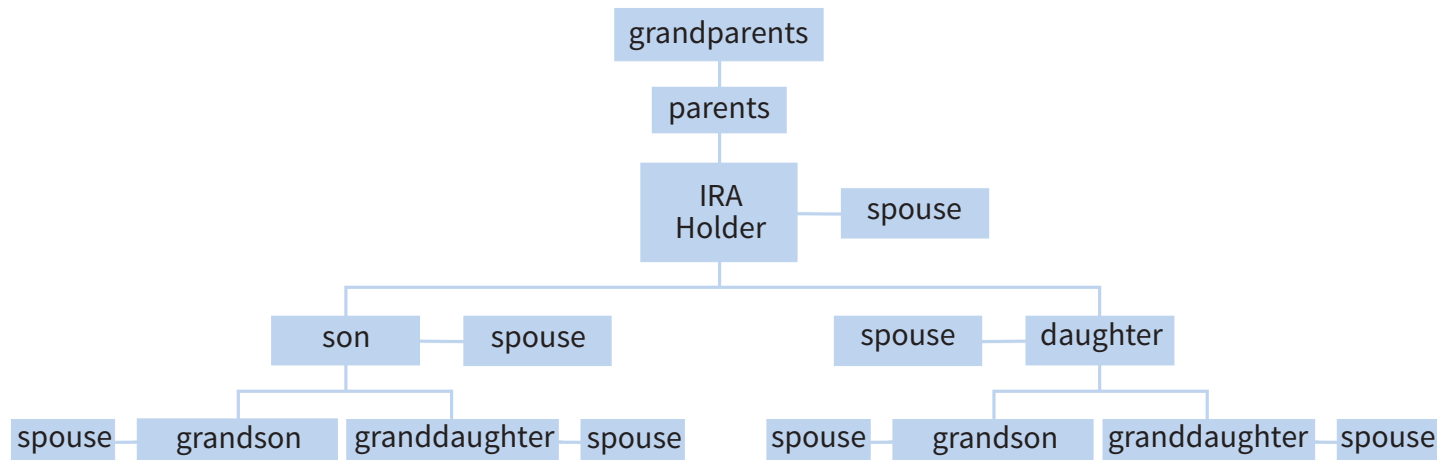 grandparents
parents
IRA
Holder
spouse
son
spouse
spouse
daughter
spouse
grandson
granddaughter
spouse
spouse
grandson
granddaughter
spouse